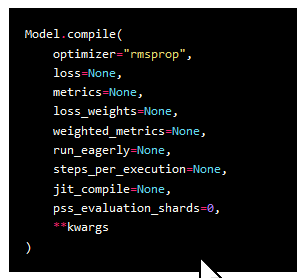 Model.compile(
    optimizer="rmsprop",
    loss=None,
    metrics=None,
    loss_weights=None,
    weighted_metrics=None,
    run_eagerly=None,
    steps_per_execution=None,
    jit_compile=None,
    pss_evaluation_shards=0,
    **kwargs
)